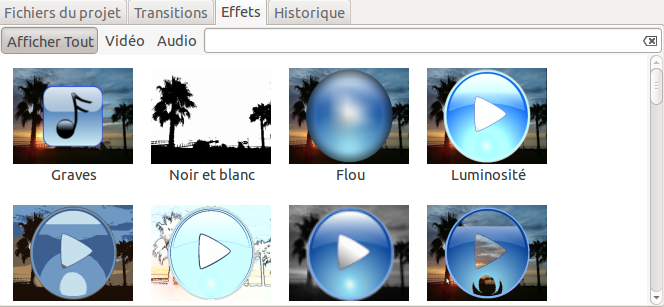 Fichiers du projet Transitions Effets Historique
Afficher Tout Vidéo Audio
Graves Noir et blanc Flou Luminosité